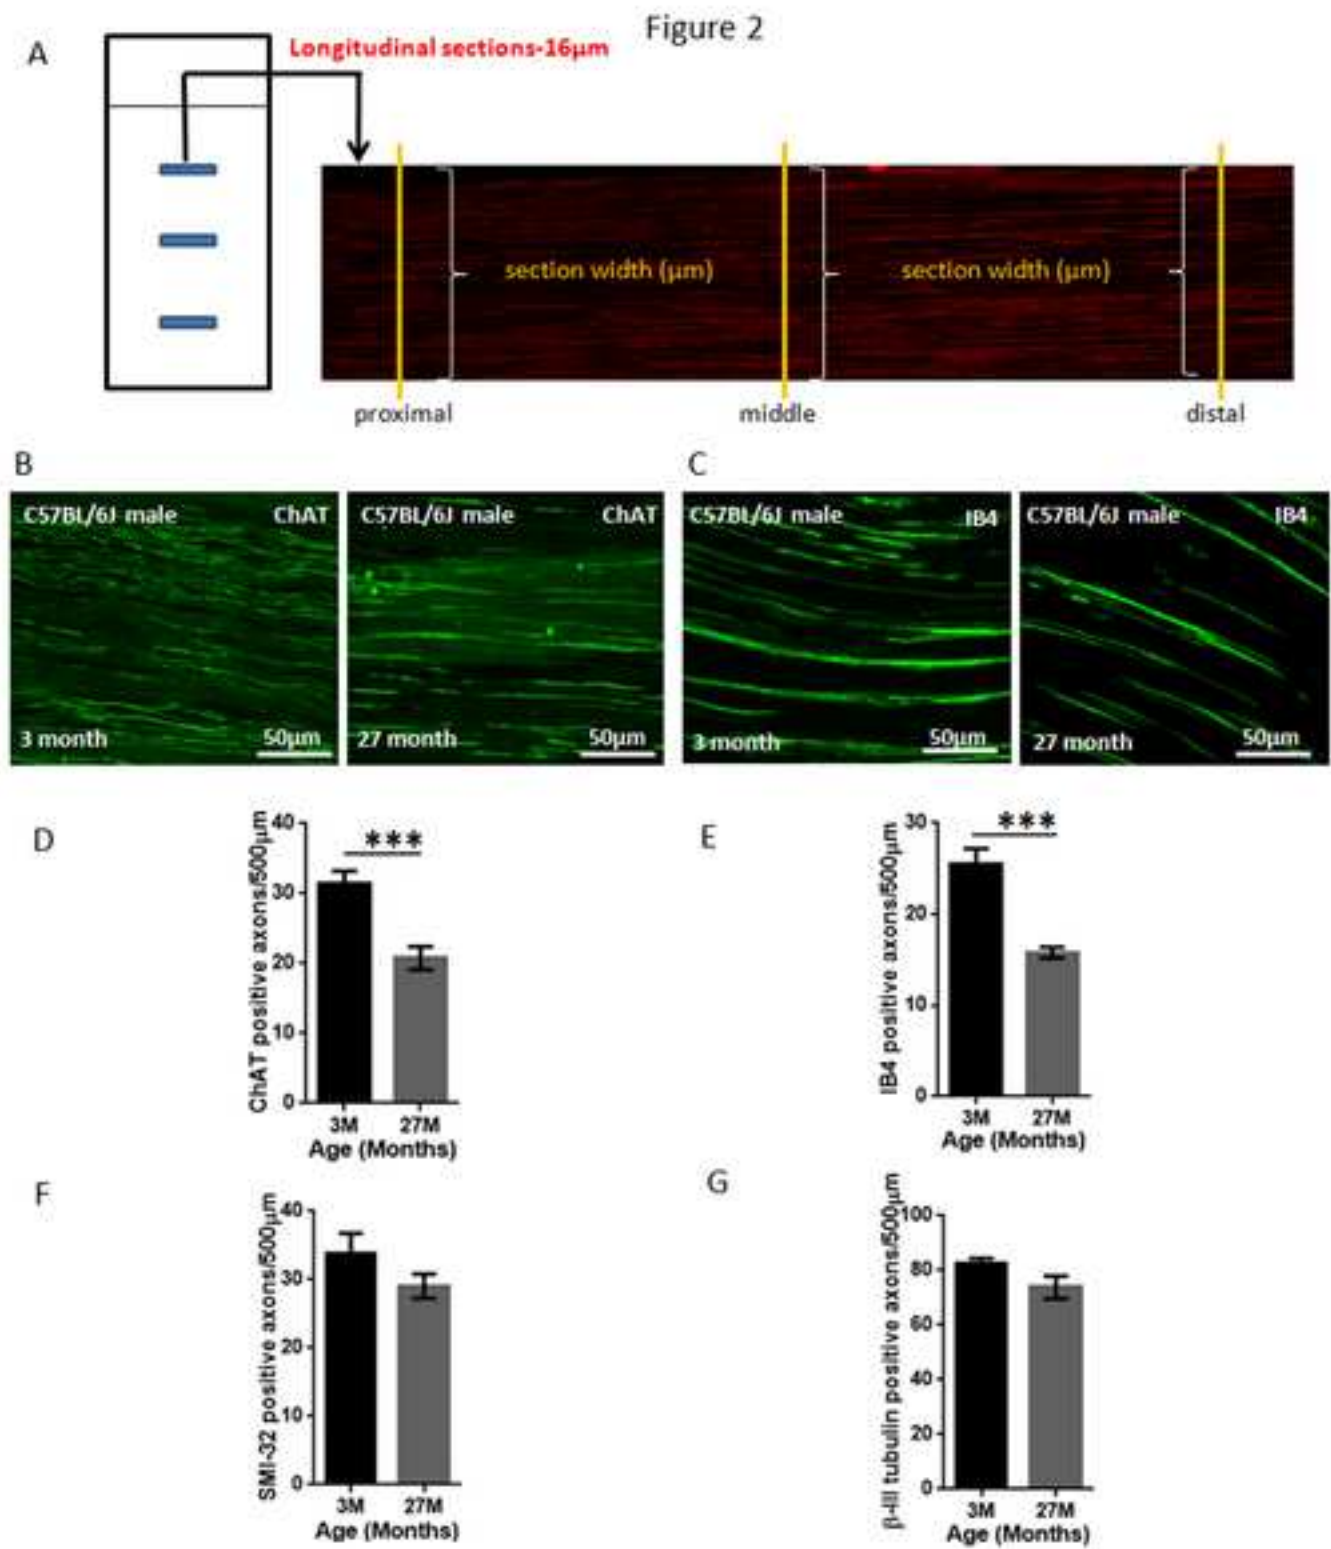 Figure 2
A
Longitudinal sections-16µm
section width (µm)
section width (µm)
proximal
middle
distal
B
C
C57BL/6J male
ChAT
C57BL/6J male
ChAT
C57BL/6J male
IB4
C57BL/6J male
IB4
3 month
50µm
27 month
50µm
3 month
50µm
27 month
50µm
D
ChAT positive axons/500µm
40
30
20
10
0
***
3M
27M
Age (Months)
E
IB4 positive axons/500µm
30
20
10
0
***
3M
27M
Age (Months)
F
SMI-32 positive axons/500µm
40
30
20
10
0
3M
27M
Age (Months)
G
β-III tubulin positive axons/500µm
100
80
60
40
20
0
3M
27M
Age (Months)